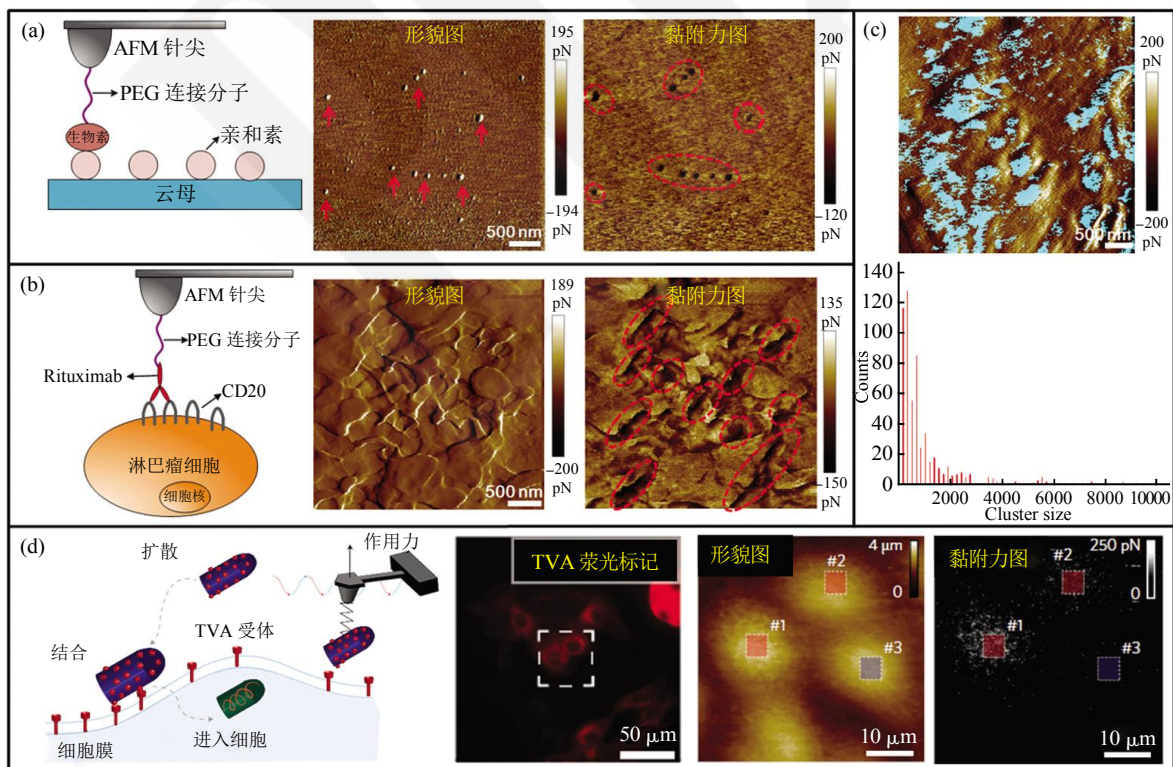 (a)
AFM 针尖
PEG 连接分子
生物素
亲和素
云母
形貌图
500 nm
195
pN
−194
pN
黏附力图
500 nm
200
pN
−120
pN
(b)
AFM 针尖
PEG 连接分子
Rituximab
CD20
淋巴瘤细胞
细胞核
形貌图
500 nm
189
pN
−200
pN
黏附力图
135
pN
−150
pN
(c)
500 nm
200
pN
−200
pN
Counts
140
120
100
80
60
40
20
0
2000
4000
6000
8000
10000
Cluster size
(d)
扩散
作用力
结合
TVA 受体
进入细胞
细胞膜
TVA 荧光标记
50 μm
形貌图
4 μm
0
#2
#1
#3
10 μm
黏附力图
250 pN
0
#2
#1
#3
10 μm